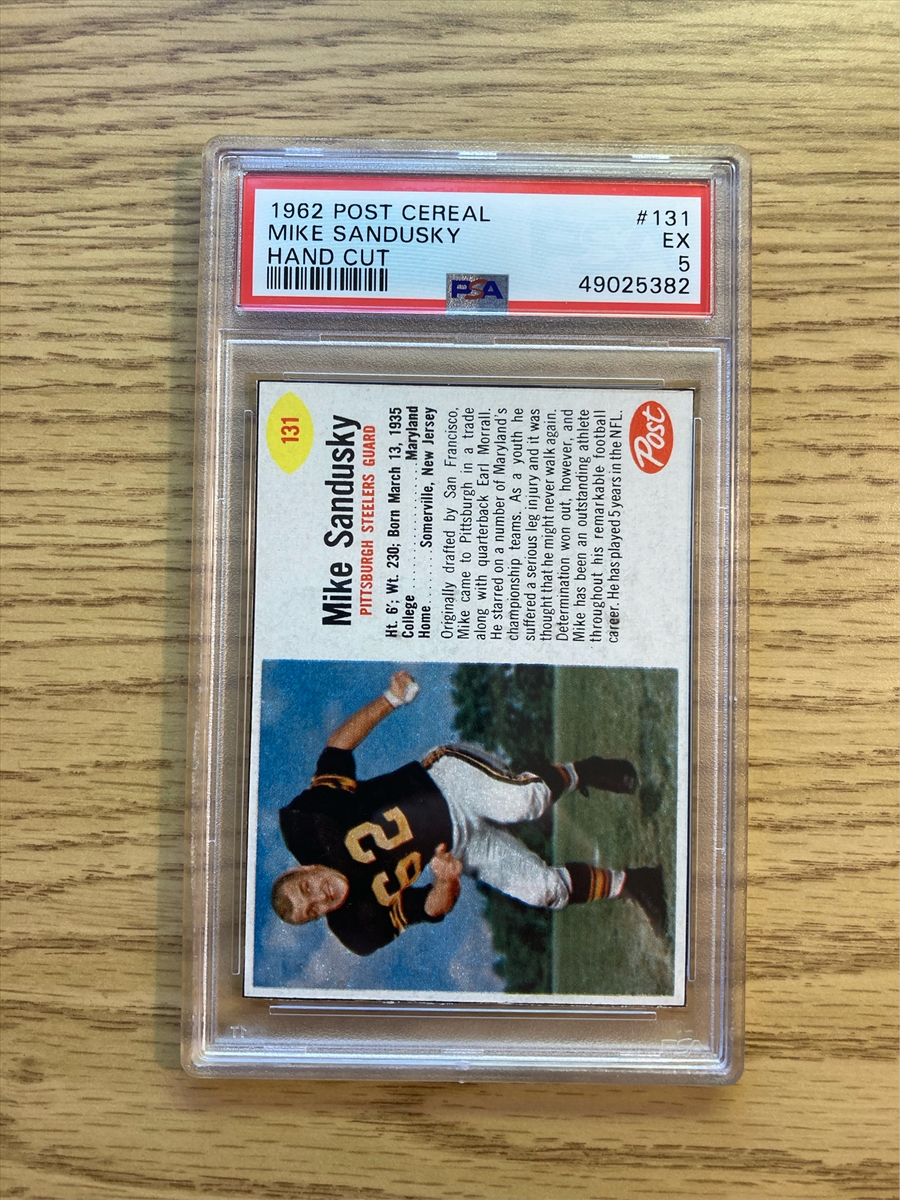 1962 POST CEREAL #131
MIKE SANDUSKY EX
HAND CUT 5
49025382
PSA
131
Mike Sandusky
PITTSBURGH STEELERS GUARD
Ht. 6'; Wt. 230; Born March 13, 1935
College ............... Maryland
Home....... Somerville, New Jersey
Originally drafted by San Francisco,
Mike came to Pittsburgh in a trade
along with quarterback Earl Morrall.
He starred on a number of Maryland's
championship teams. As a youth he
suffered a serious leg injury and it was
thought that he might never walk again.
Determination won out, however, and
Mike has been an outstanding athlete
throughout his remarkable football
career. He has played 5 years in the NFL.
Post
62